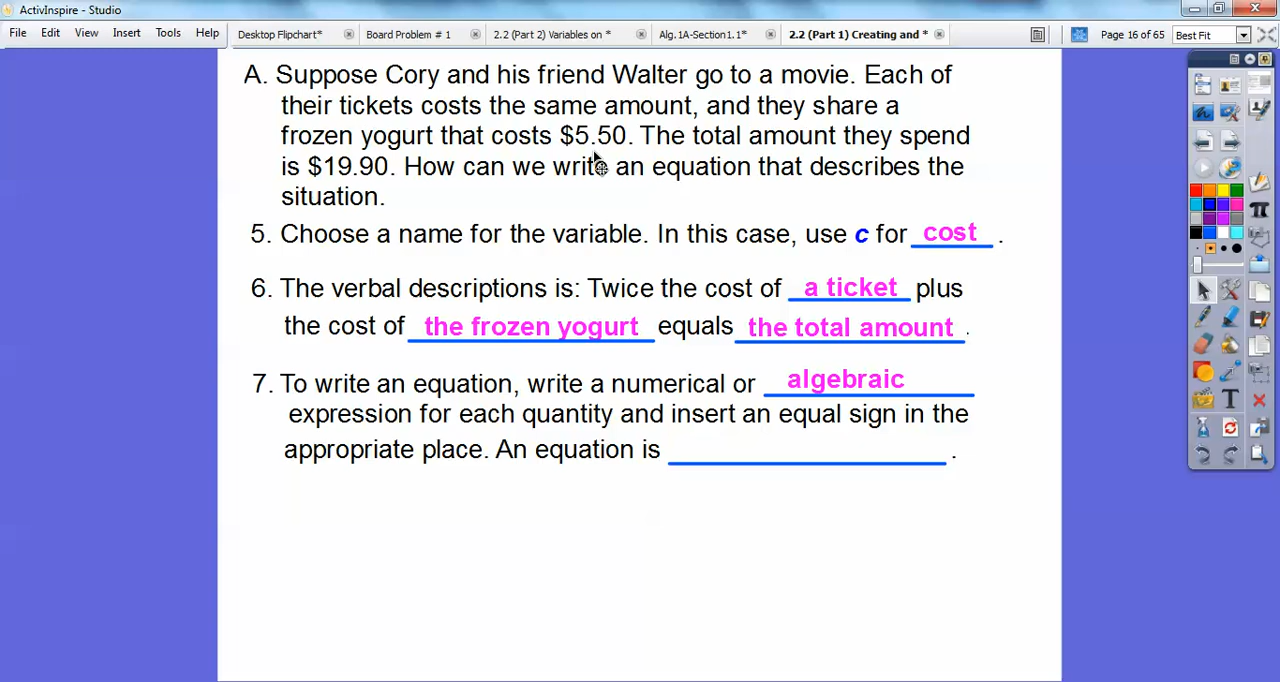 ActivInspire - Studio
File Edit View Insert Tools Help Desktop Flipchart* Board Problem # 1 2.2 (Part 2) Variables on * Alg.1A-Section1.1* 2.2 (Part 1) Creating and * Page 16 of 65 Best Fit
A. Suppose Cory and his friend Walter go to a movie. Each of
their tickets costs the same amount, and they share a
frozen yogurt that costs $5.50. The total amount they spend
is $19.90. How can we write an equation that describes the
situation.
5. Choose a name for the variable. In this case, use c for cost .
6. The verbal descriptions is: Twice the cost of a ticket plus
the cost of the frozen yogurt equals the total amount .
7. To write an equation, write a numerical or algebraic
expression for each quantity and insert an equal sign in the
appropriate place. An equation is .